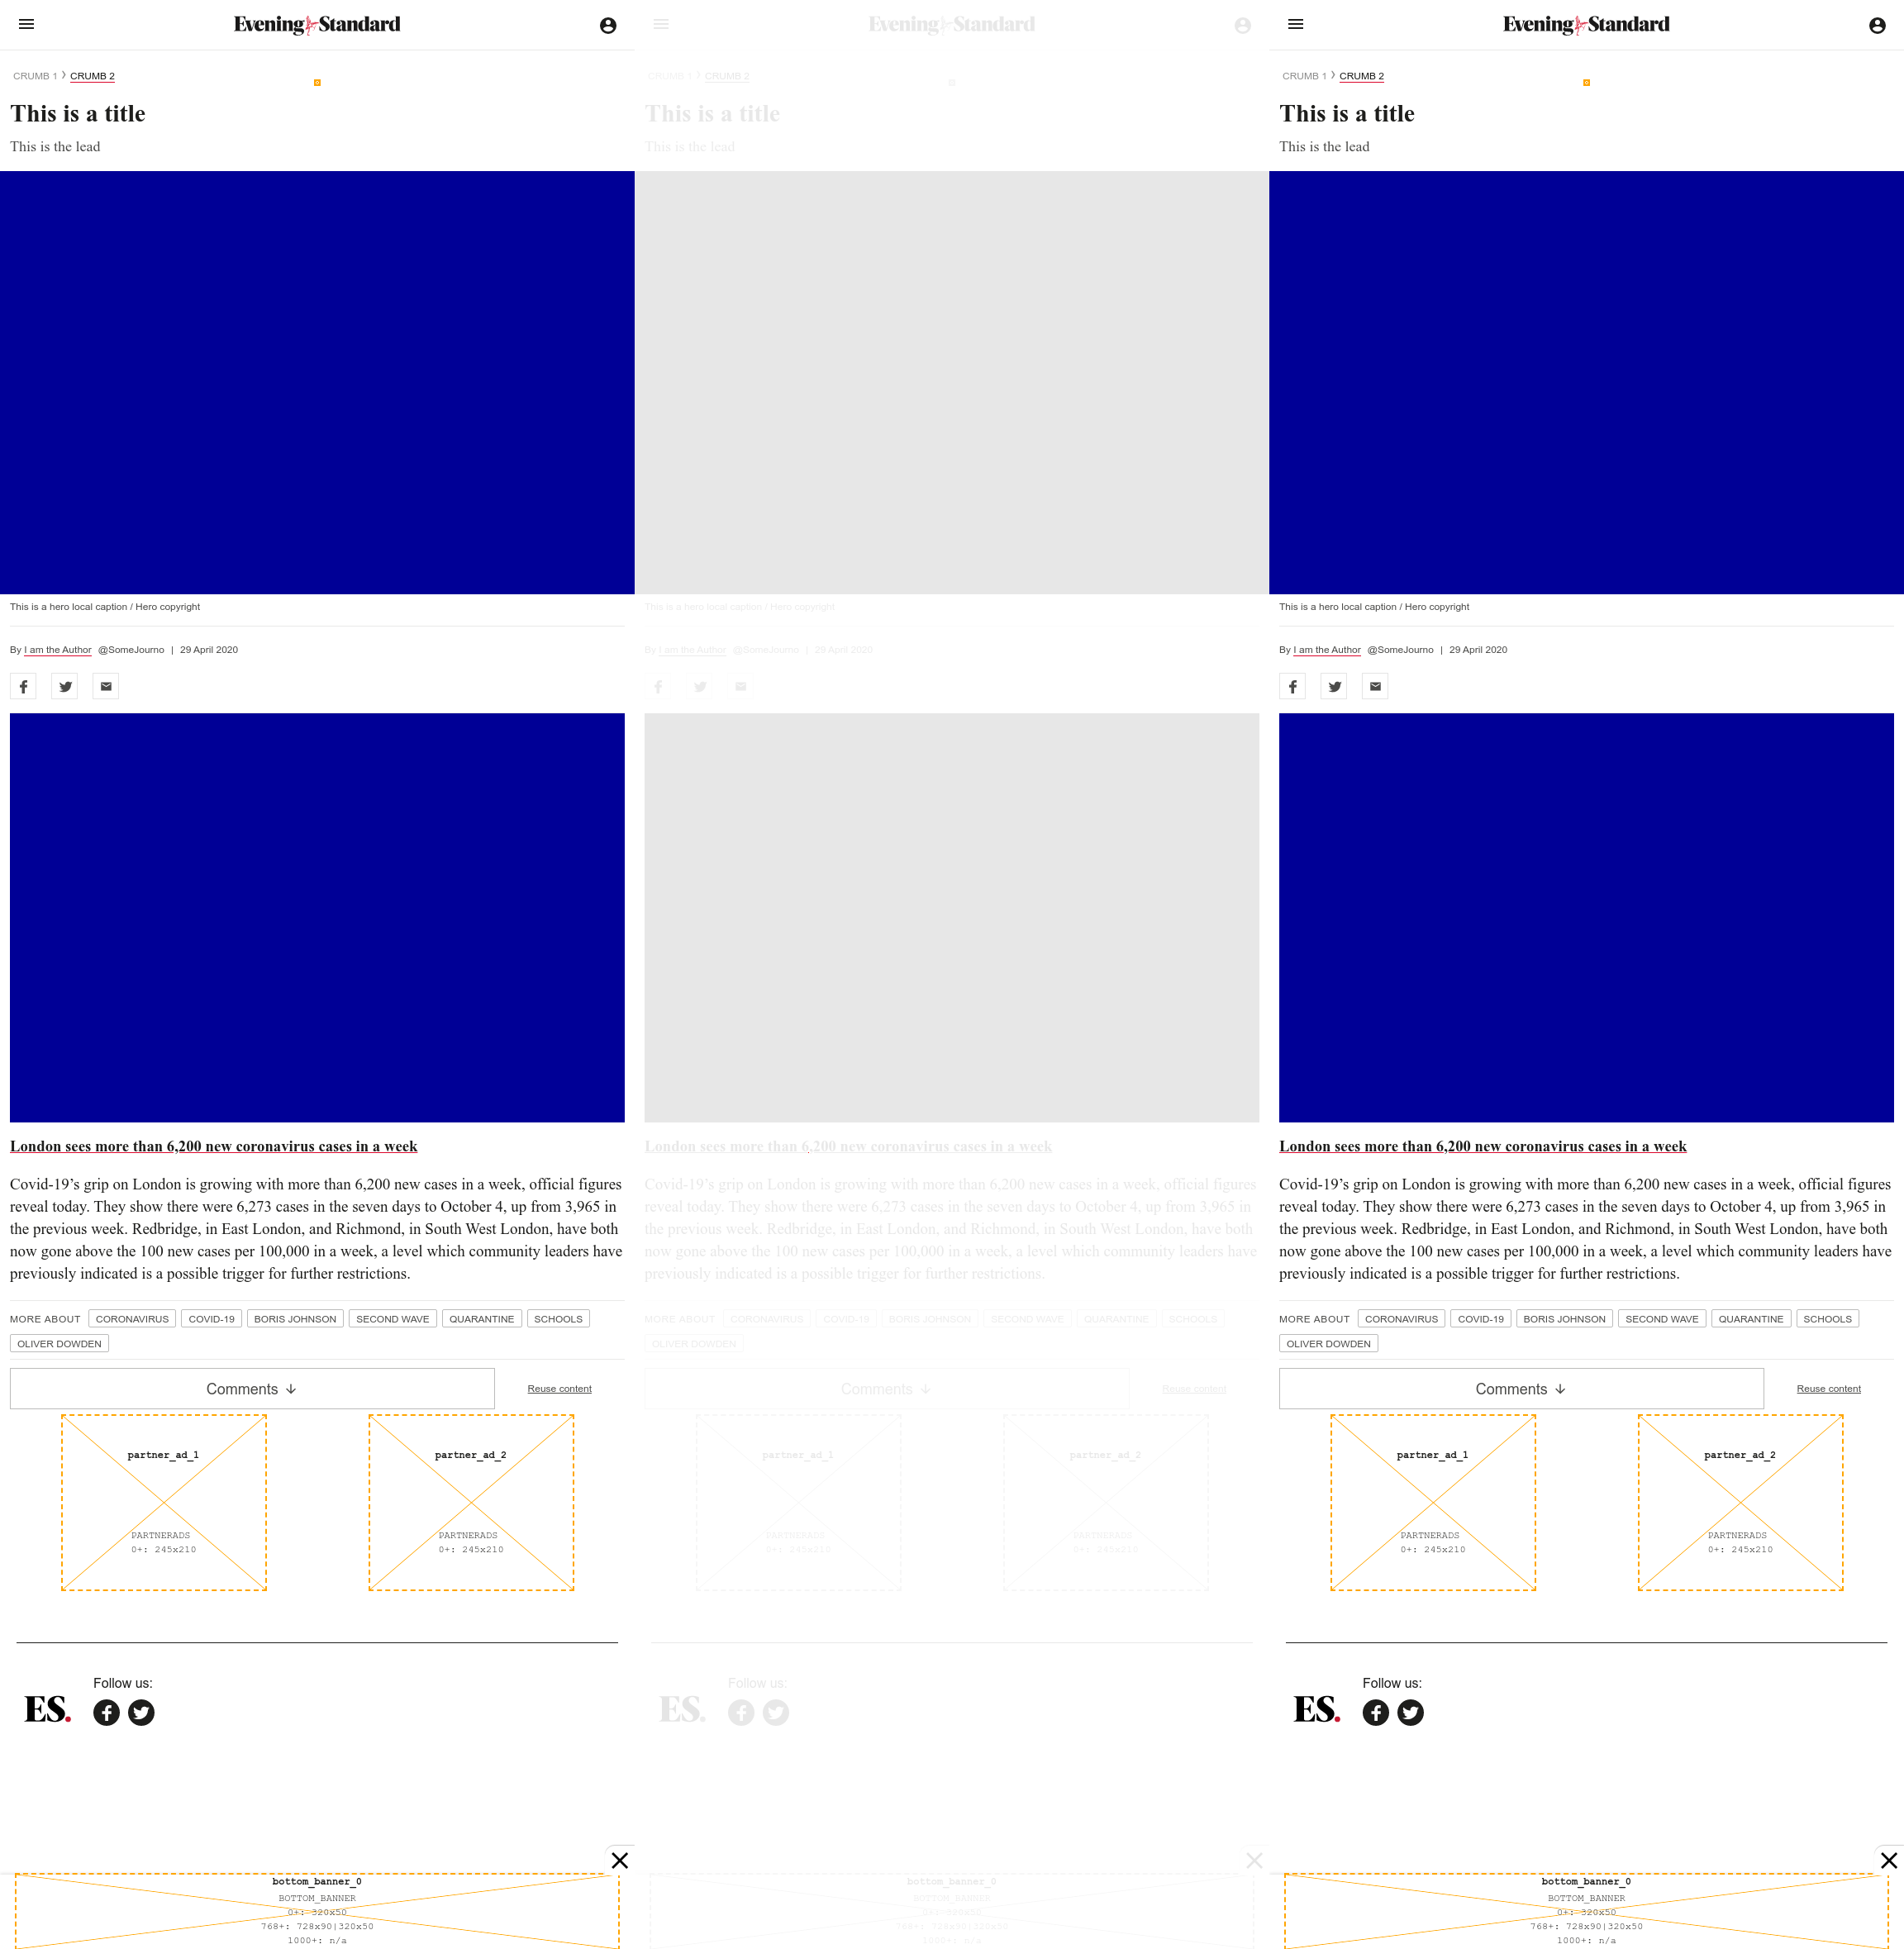 Evening Standard
CRUMB 1 › CRUMB 2
This is a title
This is the lead
This is a hero local caption / Hero copyright
By I am the Author @SomeJourno | 29 April 2020
London sees more than 6,200 new coronavirus cases in a week
Covid-19’s grip on London is growing with more than 6,200 new cases in a week, official figures
reveal today. They show there were 6,273 cases in the seven days to October 4, up from 3,965 in
the previous week. Redbridge, in East London, and Richmond, in South West London, have both
now gone above the 100 new cases per 100,000 in a week, a level which community leaders have
previously indicated is a possible trigger for further restrictions.
MORE ABOUT CORONAVIRUS COVID-19 BORIS JOHNSON SECOND WAVE QUARANTINE SCHOOLS
OLIVER DOWDEN
Comments ↓ Reuse content
partner_ad_1 partner_ad_2
PARTNERADS PARTNERADS
0+: 245x210 0+: 245x210
Follow us:
ES.
bottom_banner_0
BOTTOM_BANNER
0+: 320x50
768+: 728x90|320x50
1000+: n/a
Evening Standard
CRUMB 1 › CRUMB 2
This is a title
This is the lead
This is a hero local caption / Hero copyright
By I am the Author @SomeJourno | 29 April 2020
London sees more than 6,200 new coronavirus cases in a week
Covid-19’s grip on London is growing with more than 6,200 new cases in a week, official figures
reveal today. They show there were 6,273 cases in the seven days to October 4, up from 3,965 in
the previous week. Redbridge, in East London, and Richmond, in South West London, have both
now gone above the 100 new cases per 100,000 in a week, a level which community leaders have
previously indicated is a possible trigger for further restrictions.
MORE ABOUT CORONAVIRUS COVID-19 BORIS JOHNSON SECOND WAVE QUARANTINE SCHOOLS
OLIVER DOWDEN
Comments ↓ Reuse content
partner_ad_1 partner_ad_2
PARTNERADS PARTNERADS
0+: 245x210 0+: 245x210
Follow us:
ES.
bottom_banner_0
BOTTOM_BANNER
0+: 320x50
768+: 728x90|320x50
1000+: n/a
Evening Standard
CRUMB 1 › CRUMB 2
This is a title
This is the lead
This is a hero local caption / Hero copyright
By I am the Author @SomeJourno | 29 April 2020
London sees more than 6,200 new coronavirus cases in a week
Covid-19’s grip on London is growing with more than 6,200 new cases in a week, official figures
reveal today. They show there were 6,273 cases in the seven days to October 4, up from 3,965 in
the previous week. Redbridge, in East London, and Richmond, in South West London, have both
now gone above the 100 new cases per 100,000 in a week, a level which community leaders have
previously indicated is a possible trigger for further restrictions.
MORE ABOUT CORONAVIRUS COVID-19 BORIS JOHNSON SECOND WAVE QUARANTINE SCHOOLS
OLIVER DOWDEN
Comments ↓ Reuse content
partner_ad_1 partner_ad_2
PARTNERADS PARTNERADS
0+: 245x210 0+: 245x210
Follow us:
ES.
bottom_banner_0
BOTTOM_BANNER
0+: 320x50
768+: 728x90|320x50
1000+: n/a